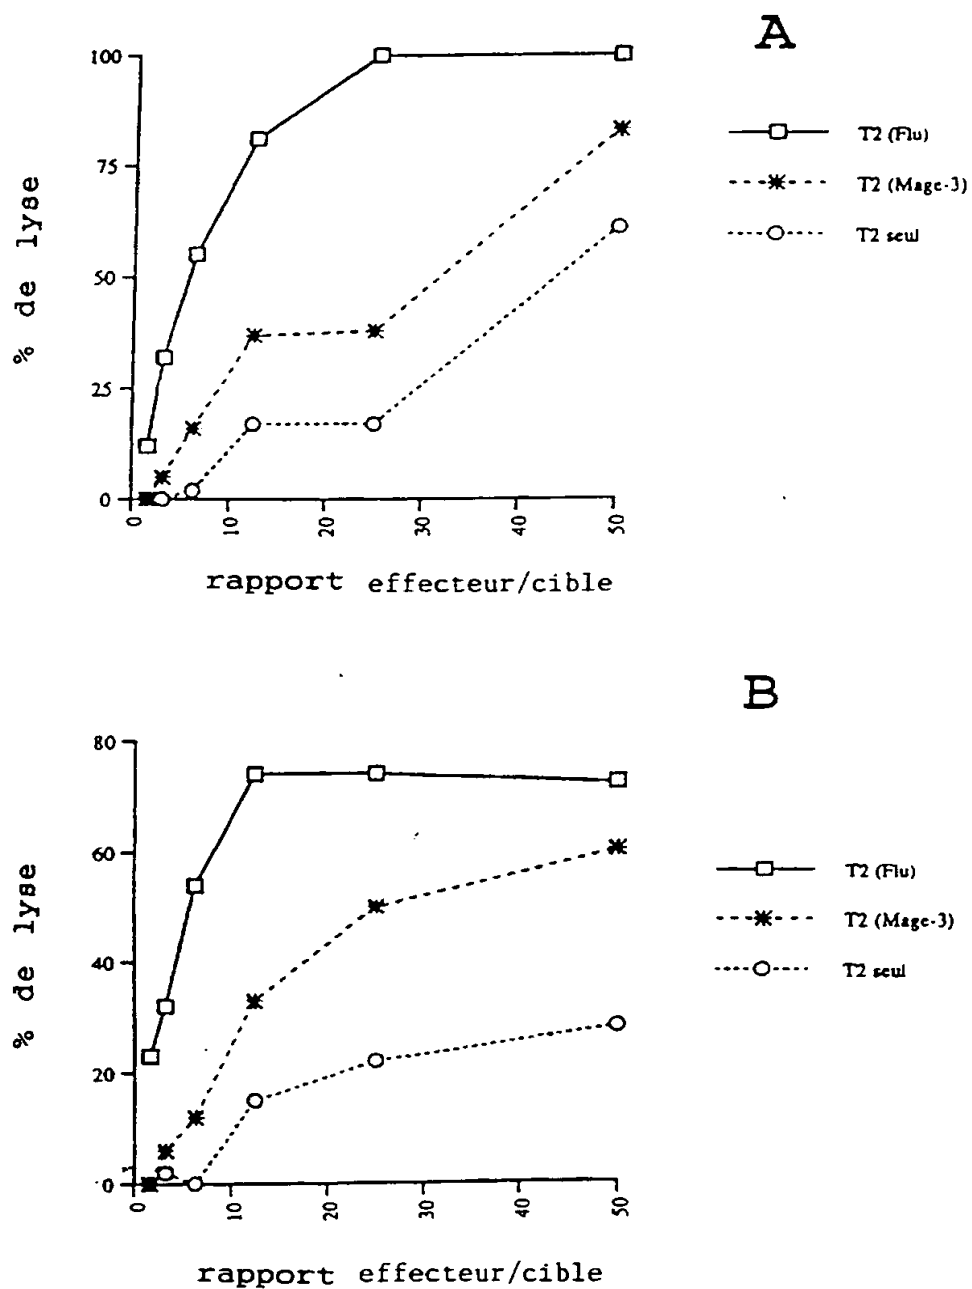 A
100
75
50
25
0
% de lyse
0 10 20 30 40 50
rapport effecteur/cible
T2 (Flu)
T2 (Mage-3)
T2 seul
B
80
60
40
20
0
% de lyse
0 10 20 30 40 50
rapport effecteur/cible
T2 (Flu)
T2 (Mage-3)
T2 seul